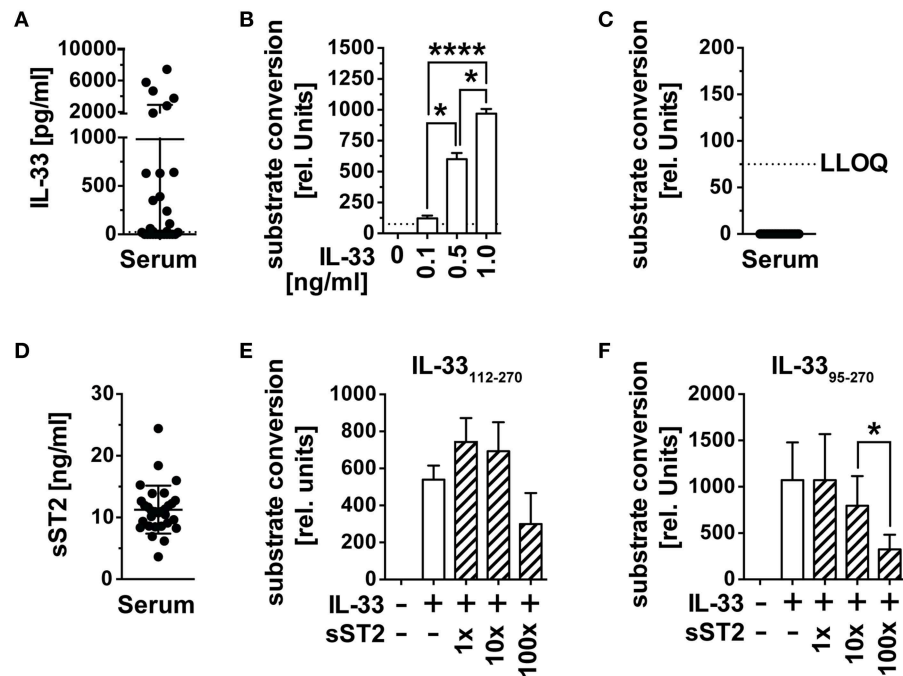 A
IL-33 [pg/ml]
10000
6000
2000
1000
500
0
Serum
B
substrate conversion
[rel. Units]
1500
1250
1000
750
500
250
0
****
*
*
IL-33
[ng/ml]
0
0.1
0.5
1.0
C
substrate conversion
[rel. Units]
200
160
120
80
40
0
LLOQ
Serum
D
sST2 [ng/ml]
30
20
10
0
Serum
E
IL-33112-270
substrate conversion
[rel. units]
1000
800
600
400
200
0
IL-33 - + + + +
sST2 - - 1x 10x 100x
F
IL-3395-270
substrate conversion
[rel. Units]
2000
1500
1000
500
0
*
IL-33 - + + + +
sST2 - - 1x 10x 100x